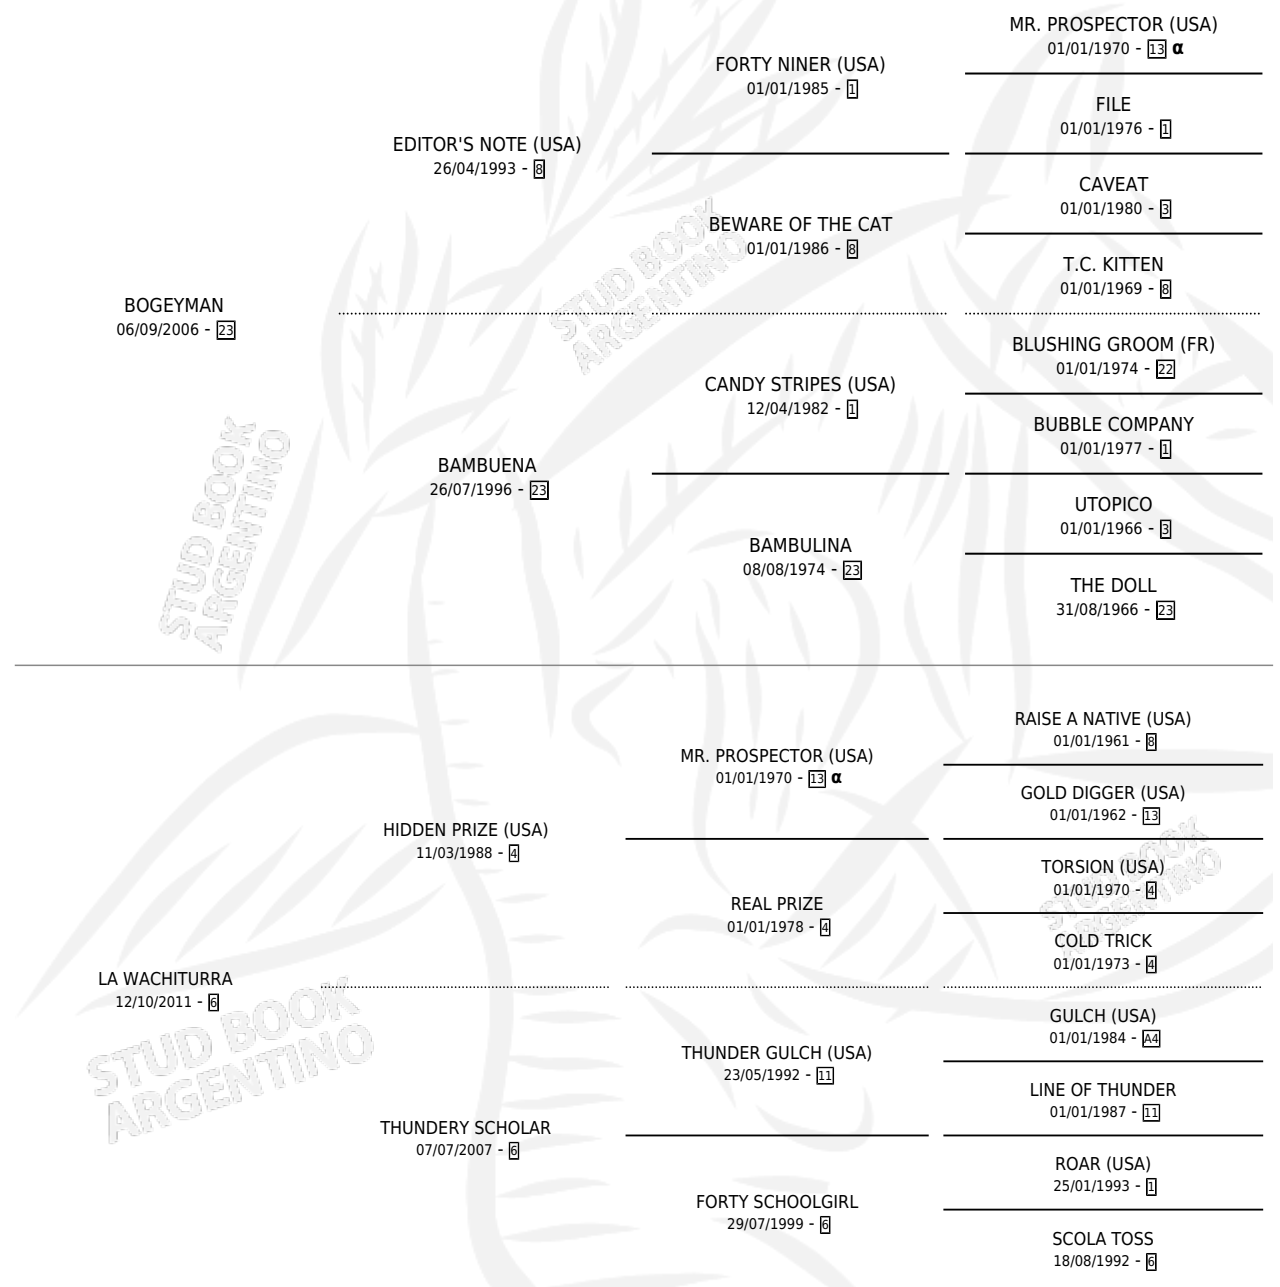 MR. PROSPECTOR (USA)
01/01/1970 - 13 α
FORTY NINER (USA)
01/01/1985 - 1
FILE
01/01/1976 - 1
EDITOR'S NOTE (USA)
26/04/1993 - 8
CAVEAT
01/01/1980 - 3
BEWARE OF THE CAT
01/01/1986 - 8
T.C. KITTEN
01/01/1969 - 8
BOGEYMAN
06/09/2006 - 23
BLUSHING GROOM (FR)
01/01/1974 - 22
CANDY STRIPES (USA)
12/04/1982 - 1
BUBBLE COMPANY
01/01/1977 - 1
BAMBUENA
26/07/1996 - 23
UTOPICO
01/01/1966 - 3
BAMBULINA
08/08/1974 - 23
THE DOLL
31/08/1966 - 23
STUD BOOK
ARGENTINO
STUD BOOK
ARGENTINO
RAISE A NATIVE (USA)
01/01/1961 - 8
MR. PROSPECTOR (USA)
01/01/1970 - 13 α
GOLD DIGGER (USA)
01/01/1962 - 13
HIDDEN PRIZE (USA)
11/03/1988 - 4
TORSION (USA)
01/01/1970 - 4
REAL PRIZE
01/01/1978 - 4
COLD TRICK
01/01/1973 - 4
LA WACHITURRA
12/10/2011 - 6
GULCH (USA)
01/01/1984 - A4
THUNDER GULCH (USA)
23/05/1992 - 11
LINE OF THUNDER
01/01/1987 - 11
THUNDERY SCHOLAR
07/07/2007 - 6
ROAR (USA)
25/01/1993 - 1
FORTY SCHOOLGIRL
29/07/1999 - 6
SCOLA TOSS
18/08/1992 - 6
STUD BOOK
ARGENTINO
STUD BOOK
ARGENTINO